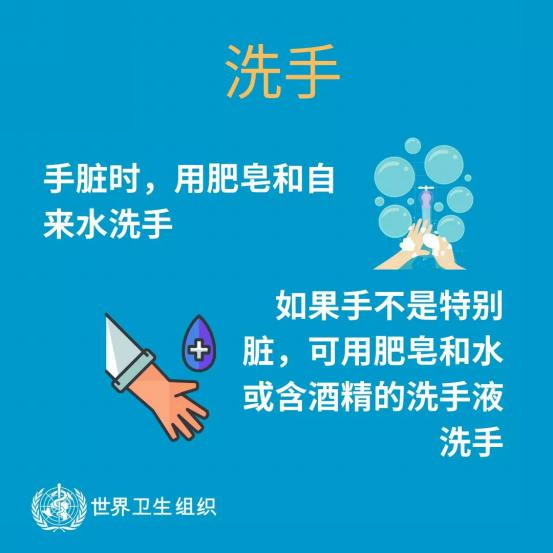 洗手
手脏时，用肥皂和自
来水洗手
如果手不是特别
脏，可用肥皂和水
或含酒精的洗手液
洗手
世界卫生组织